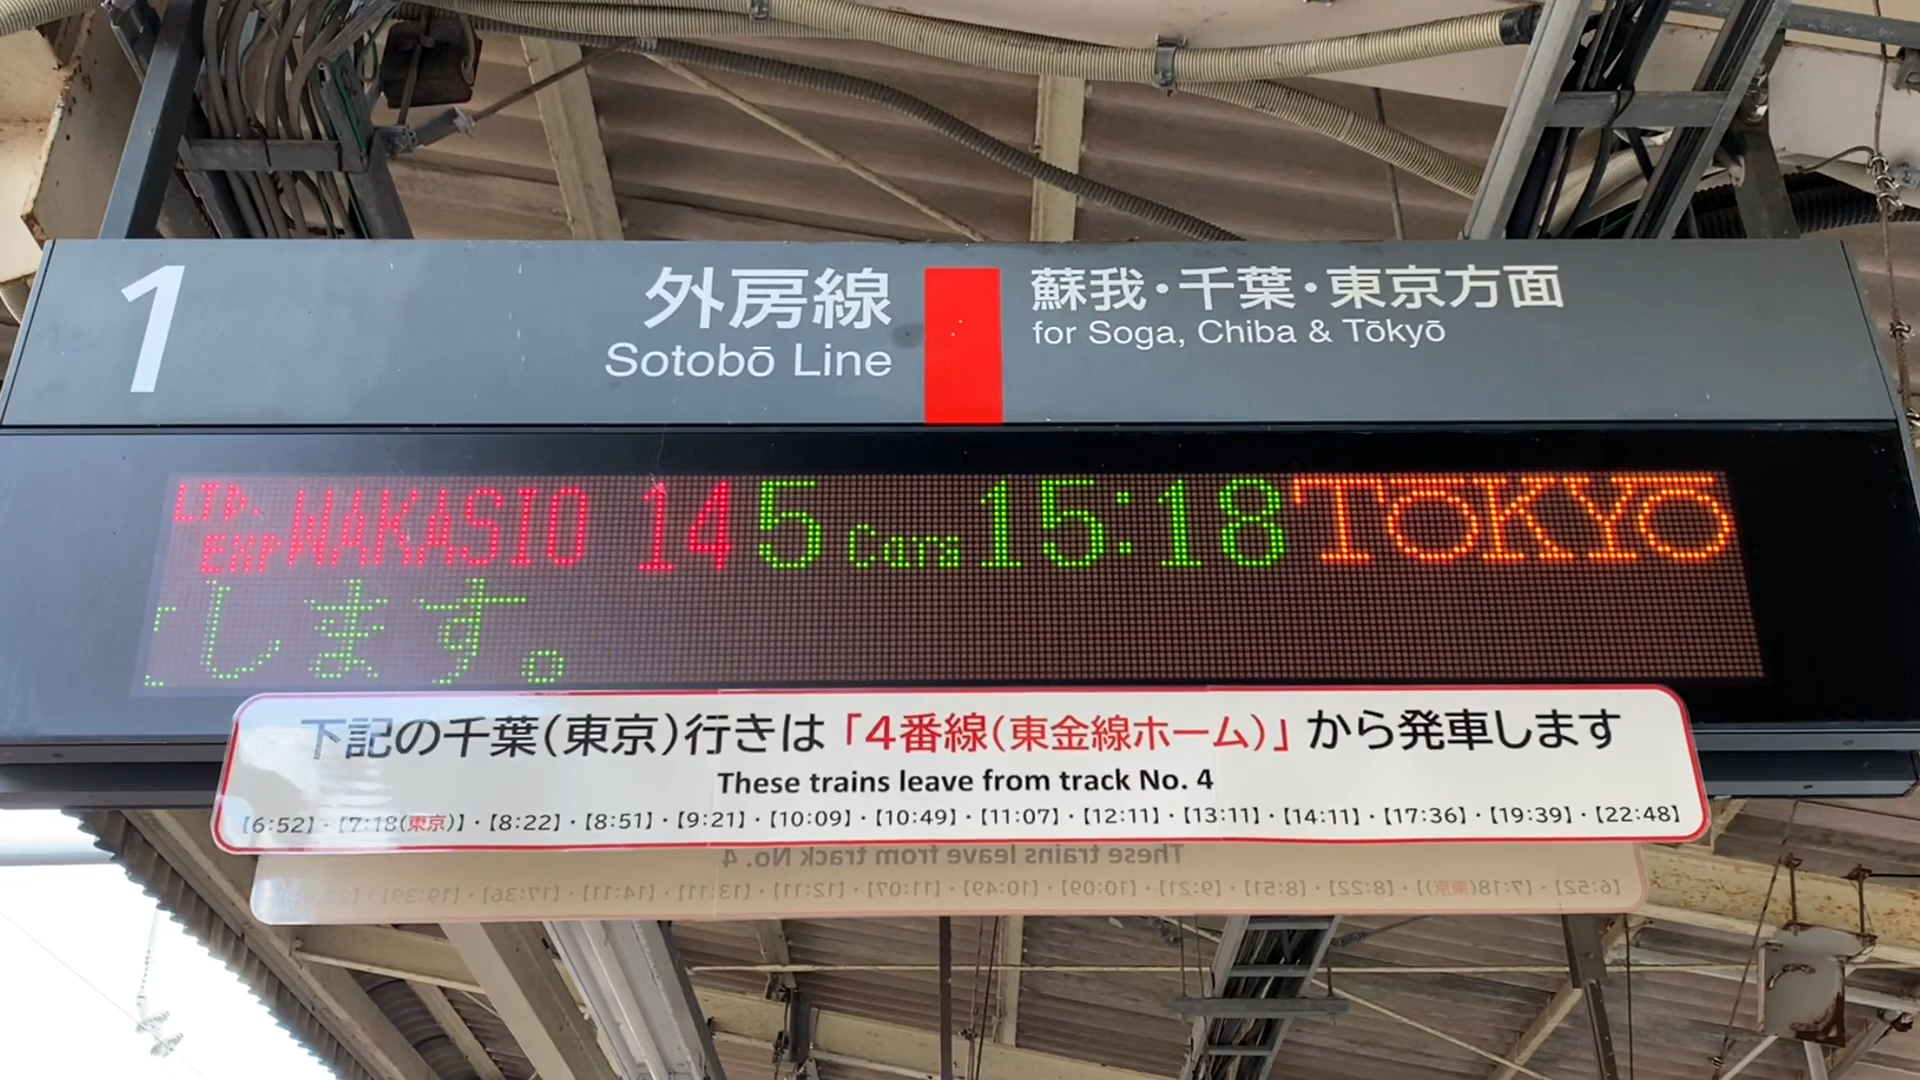 1
外房線
Sotobō Line
蘇我・千葉・東京方面
for Soga, Chiba & Tōkyō
LTD. EXP WAKASIO 14 5 Cars 15:18 TŌKYŌ
します。
下記の千葉(東京)行きは「4番線(東金線ホーム)」から発車します
These trains leave from track No. 4
【6:52】・【7:18(東京)】・【8:22】・【8:51】・【9:21】・【10:09】・【10:49】・【11:07】・【12:11】・【13:11】・【14:11】・【17:36】・【19:39】・【22:48】